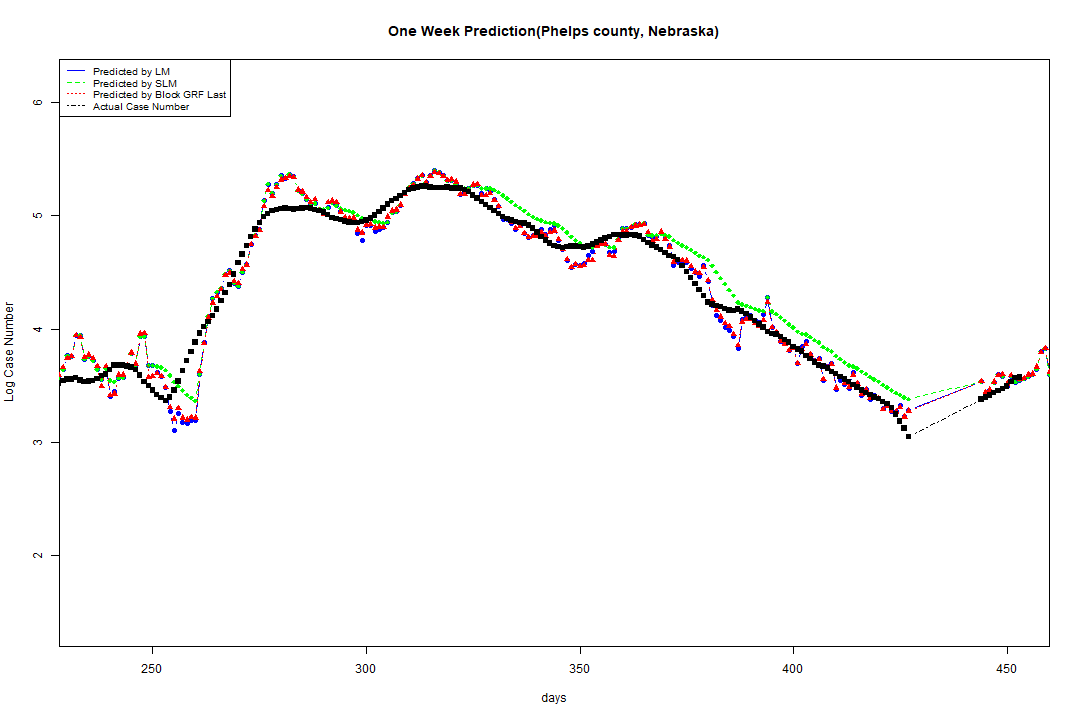 One Week Prediction(Phelps county, Nebraska)
Predicted by LM
Predicted by SLM
Predicted by Block GRF Last
Actual Case Number
6
5
4
3
2
Log Case Number
250 300 350 400 450
days